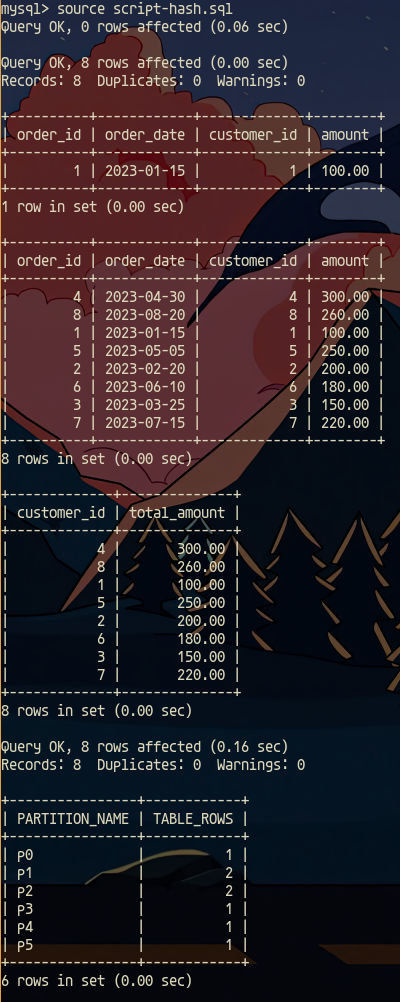 mysql> source script-hash.sql
Query OK, 0 rows affected (0.06 sec)

Query OK, 8 rows affected (0.00 sec)
Records: 8  Duplicates: 0  Warnings: 0

+----------+------------+-------------+--------+
| order_id | order_date | customer_id | amount |
+----------+------------+-------------+--------+
|        1 | 2023-01-15 |           1 | 100.00 |
+----------+------------+-------------+--------+
1 row in set (0.00 sec)

+----------+------------+-------------+--------+
| order_id | order_date | customer_id | amount |
+----------+------------+-------------+--------+
|        4 | 2023-04-30 |           4 | 300.00 |
|        8 | 2023-08-20 |           8 | 260.00 |
|        1 | 2023-01-15 |           1 | 100.00 |
|        5 | 2023-05-05 |           5 | 250.00 |
|        2 | 2023-02-20 |           2 | 200.00 |
|        6 | 2023-06-10 |           6 | 180.00 |
|        3 | 2023-03-25 |           3 | 150.00 |
|        7 | 2023-07-15 |           7 | 220.00 |
+----------+------------+-------------+--------+
8 rows in set (0.00 sec)

+-------------+--------------+
| customer_id | total_amount |
+-------------+--------------+
|           4 |       300.00 |
|           8 |       260.00 |
|           1 |       100.00 |
|           5 |       250.00 |
|           2 |       200.00 |
|           6 |       180.00 |
|           3 |       150.00 |
|           7 |       220.00 |
+-------------+--------------+
8 rows in set (0.00 sec)

Query OK, 8 rows affected (0.16 sec)
Records: 8  Duplicates: 0  Warnings: 0

+----------------+------------+
| PARTITION_NAME | TABLE_ROWS |
+----------------+------------+
| p0             |          1 |
| p1             |          2 |
| p2             |          2 |
| p3             |          1 |
| p4             |          1 |
| p5             |          1 |
+----------------+------------+
6 rows in set (0.00 sec)